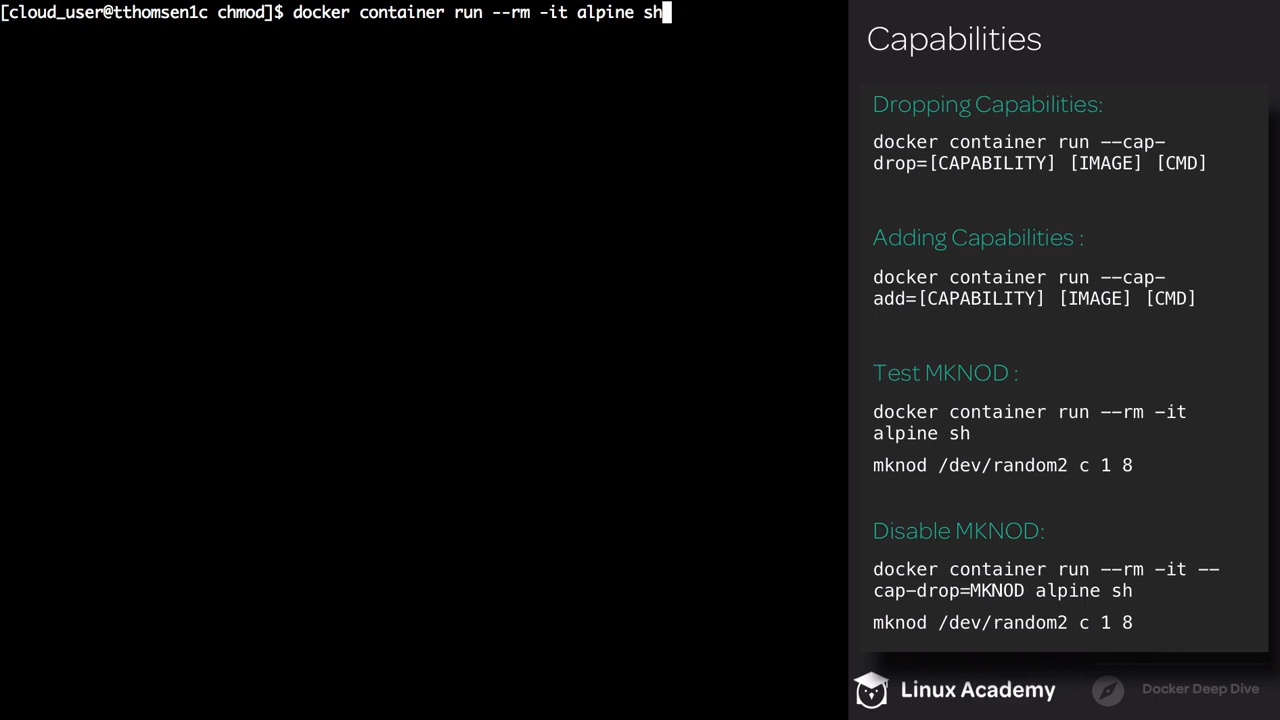 [cloud_user@tthomsen1c chmod]$ docker container run --rm -it alpine sh
Capabilities
Dropping Capabilities:
docker container run --cap-
drop=[CAPABILITY] [IMAGE] [CMD]
Adding Capabilities :
docker container run --cap-
add=[CAPABILITY] [IMAGE] [CMD]
Test MKNOD :
docker container run --rm -it
alpine sh
mknod /dev/random2 c 1 8
Disable MKNOD:
docker container run --rm -it --
cap-drop=MKNOD alpine sh
mknod /dev/random2 c 1 8
Linux Academy
Docker Deep Dive